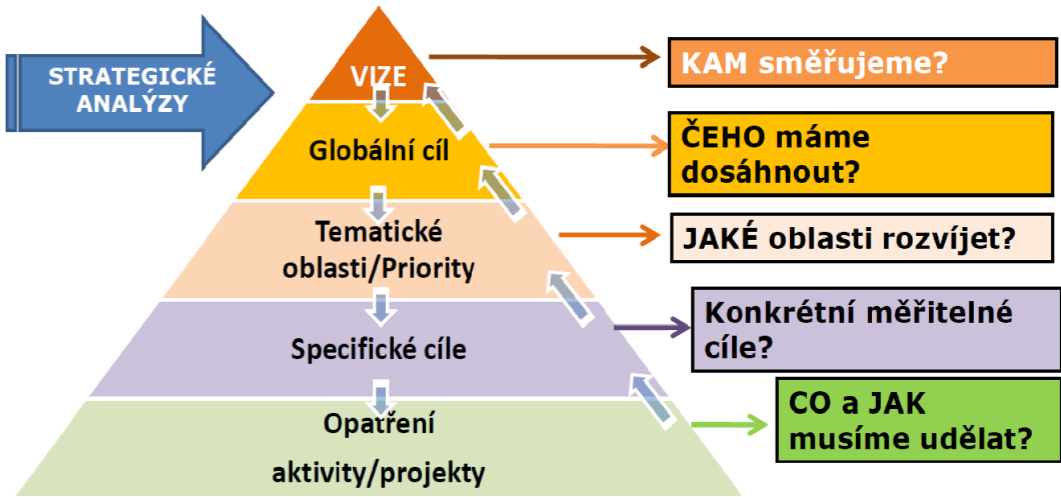 STRATEGICKÉ
ANALÝZY
VIZE
KAM směřujeme?
Globální cíl
ČEHO máme
dosáhnout?
Tematické
oblasti/Priority
JAKÉ oblasti rozvíjet?
Specifické cíle
Konkrétní měřitelné
cíle?
Opatření
aktivity/projekty
CO a JAK
musíme udělat?